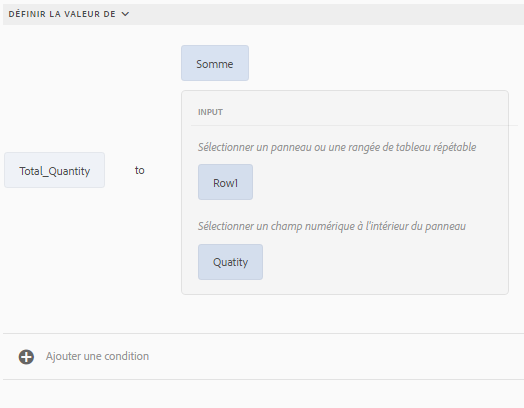 DÉFINIR LA VALEUR DE
Somme
INPUT
Sélectionner un panneau ou une rangée de tableau répétable
Total_Quantity to
Row1
Sélectionner un champ numérique à l'intérieur du panneau
Quatity
Ajouter une condition